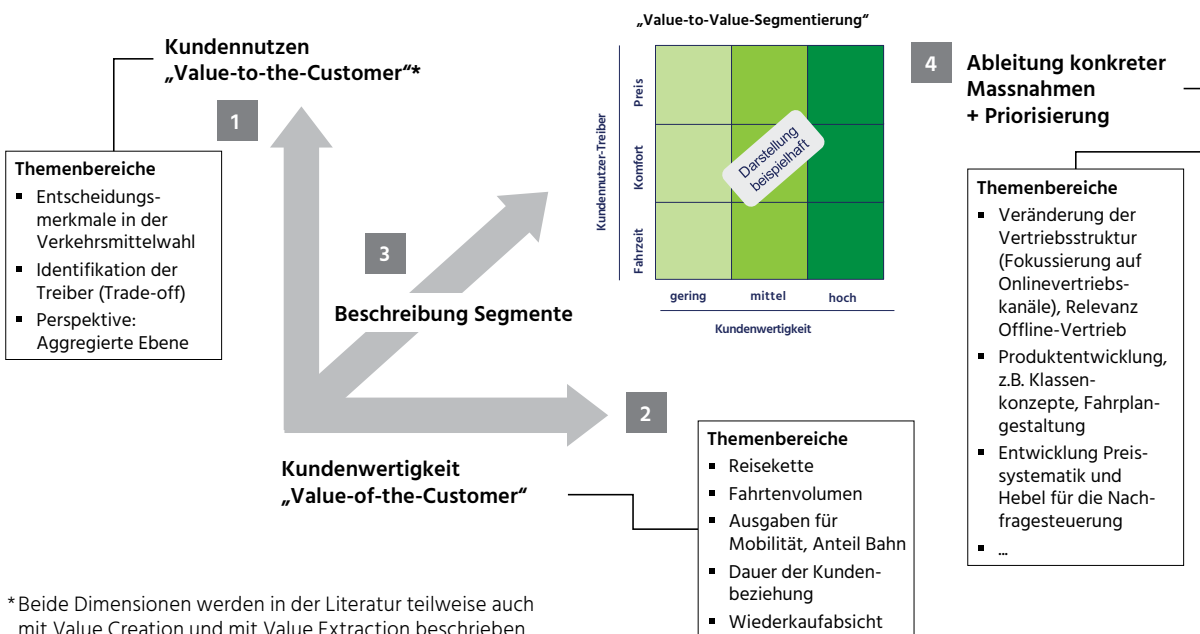 Kundennutzen
„Value-to-the-Customer“*
1
Themenbereiche
▪ Entscheidungs-
merkmale in der
Verkehrsmittelwahl
▪ Identifikation der
Treiber (Trade-off)
▪ Perspektive:
Aggregierte Ebene
3
Beschreibung Segmente
2
Kundenwertigkeit
„Value-of-the-Customer“
Themenbereiche
▪ Reisekette
▪ Fahrtenvolumen
▪ Ausgaben für
Mobilität, Anteil Bahn
▪ Dauer der Kunden-
beziehung
▪ Wiederkaufabsicht
„Value-to-Value-Segmentierung“
Kundennutzer-Treiber
Preis
Komfort
Fahrzeit
Darstellung
beispielhaft
gering mittel hoch
Kundenwertigkeit
4
Ableitung konkreter
Massnahmen
+ Priorisierung
Themenbereiche
▪ Veränderung der
Vertriebsstruktur
(Fokussierung auf
Onlinevertriebs-
kanäle), Relevanz
Offline-Vertrieb
▪ Produktentwicklung,
z.B. Klassen-
konzepte, Fahrplan-
gestaltung
▪ Entwicklung Preis-
systematik und
Hebel für die Nach-
fragesteuerung
▪ ...
*Beide Dimensionen werden in der Literatur teilweise auch
mit Value Creation und mit Value Extraction beschrieben